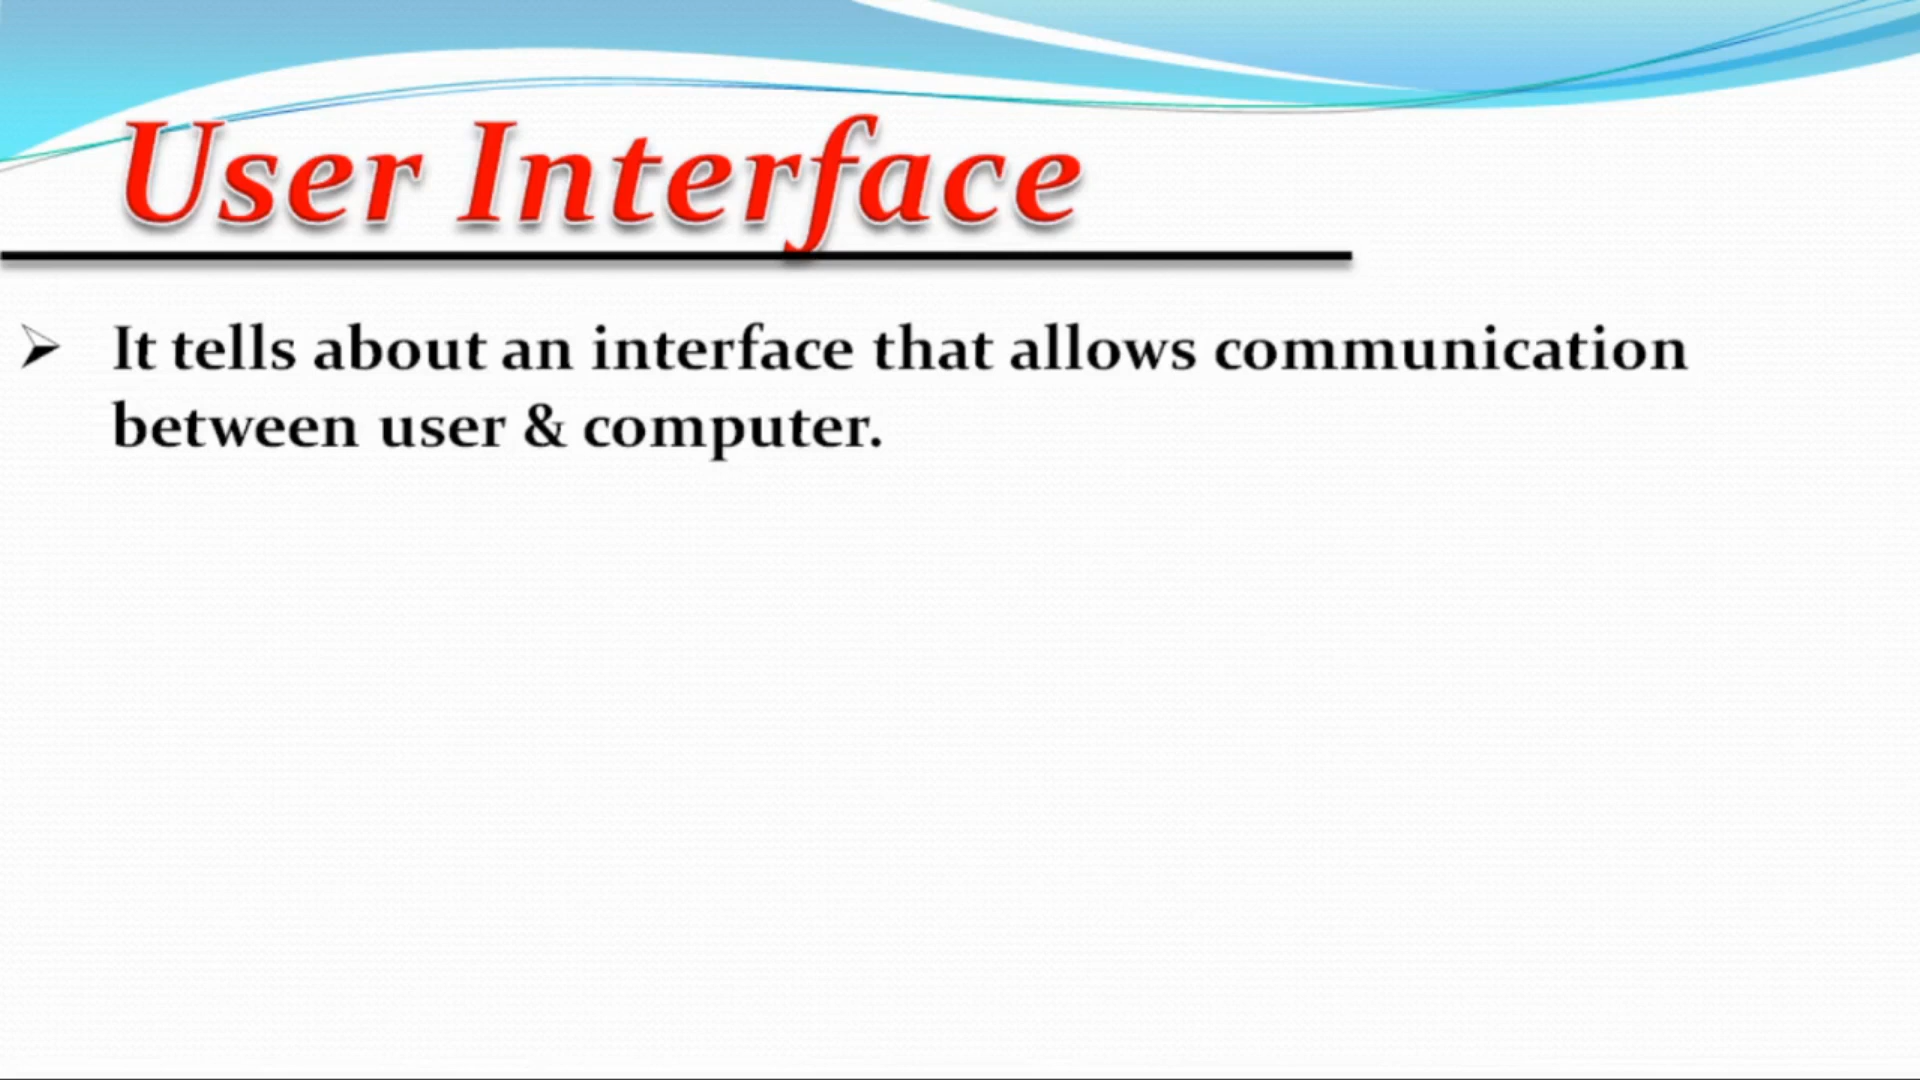 User Interface
It tells about an interface that allows communication
between user & computer.